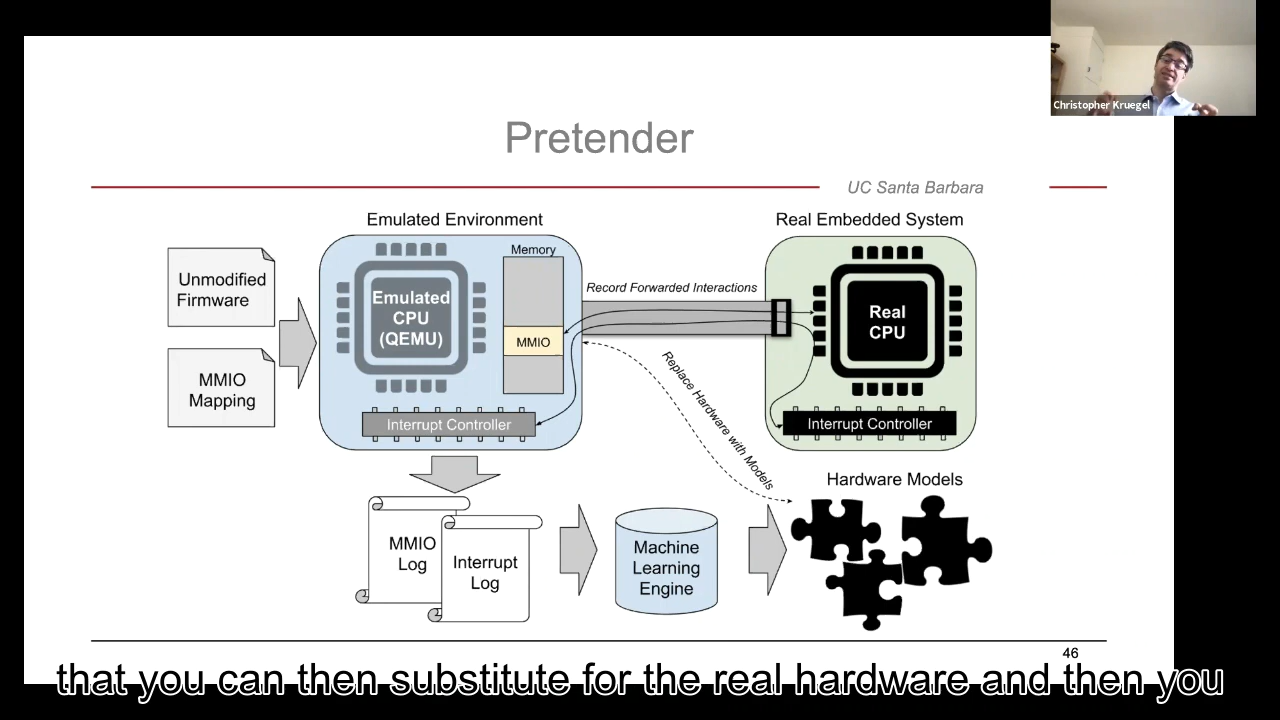 Christopher Kruegel
Pretender
UC Santa Barbara
Emulated Environment
Real Embedded System
Unmodified
Firmware
MMIO
Mapping
Emulated
CPU
(QEMU)
Memory
MMIO
Interrupt Controller
Record Forwarded Interactions
Replace Hardware with Models
Real
CPU
Interrupt Controller
MMIO
Log
Interrupt
Log
Machine
Learning
Engine
Hardware Models
46
that you can then substitute for the real hardware and then you